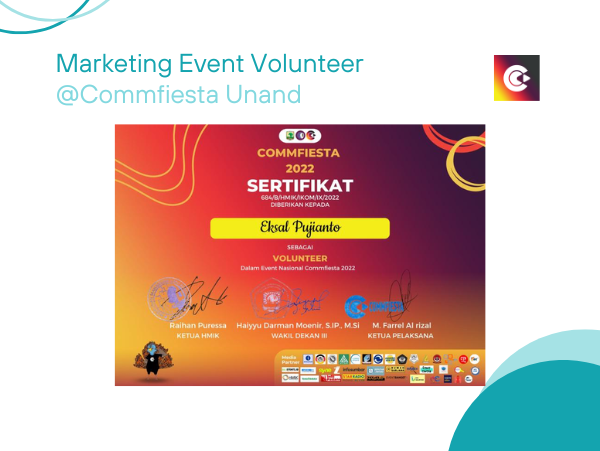 Marketing Event Volunteer
@Commfiesta Unand
COMMFIESTA
2022
SERTIFIKAT
684/B/HMIK/IKOM/IX/2022
DIBERIKAN KEPADA
Eksal Pujianto
SEBAGAI
VOLUNTEER
Dalam Event Nasional Commfiesta 2022
Raihan Puressa
KETUA HMIK
Haiyyu Darman Moenir, S.IP., M.Si
WAKIL DEKAN III
M. Farrel Al rizal
KETUA PELAKSANA
Media
Partner